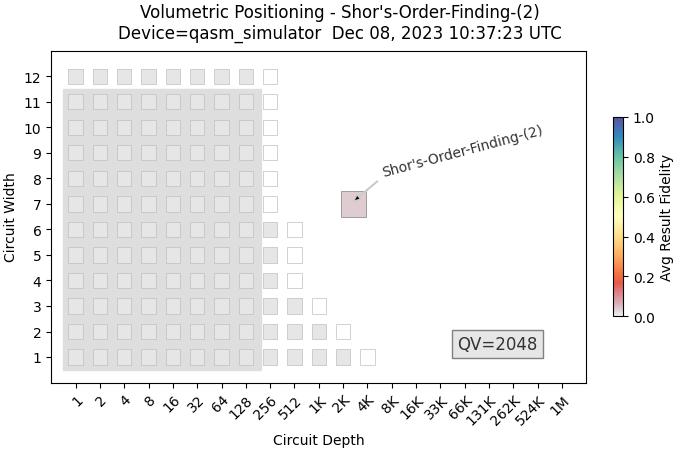 Volumetric Positioning - Shor's-Order-Finding-(2)
Device=qasm_simulator  Dec 08, 2023 10:37:23 UTC
Circuit Width
12
11
10
9
8
7
6
5
4
3
2
1
Shor's-Order-Finding-(2)
QV=2048
1 2 4 8 16 32 64 128 256 512 1K 2K 4K 8K 16K 33K 66K 131K 262K 524K 1M
Circuit Depth
1.0
0.8
0.6
0.4
0.2
0.0
Avg Result Fidelity